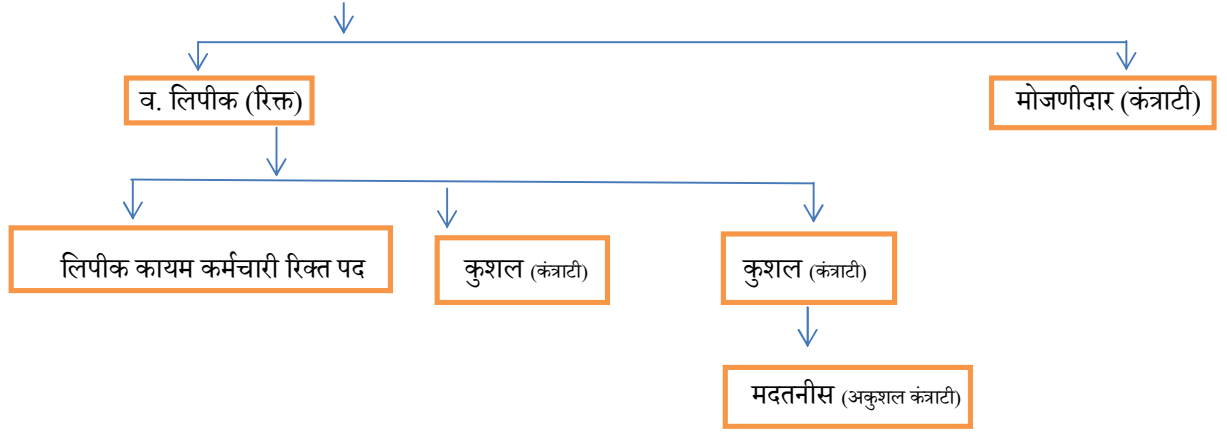 व. लिपीक (रिक्त)
मोजणीदार (कंत्राटी)
लिपीक कायम कर्मचारी रिक्त पद
कुशल (कंत्राटी)
कुशल (कंत्राटी)
मदतनीस (अकुशल कंत्राटी)